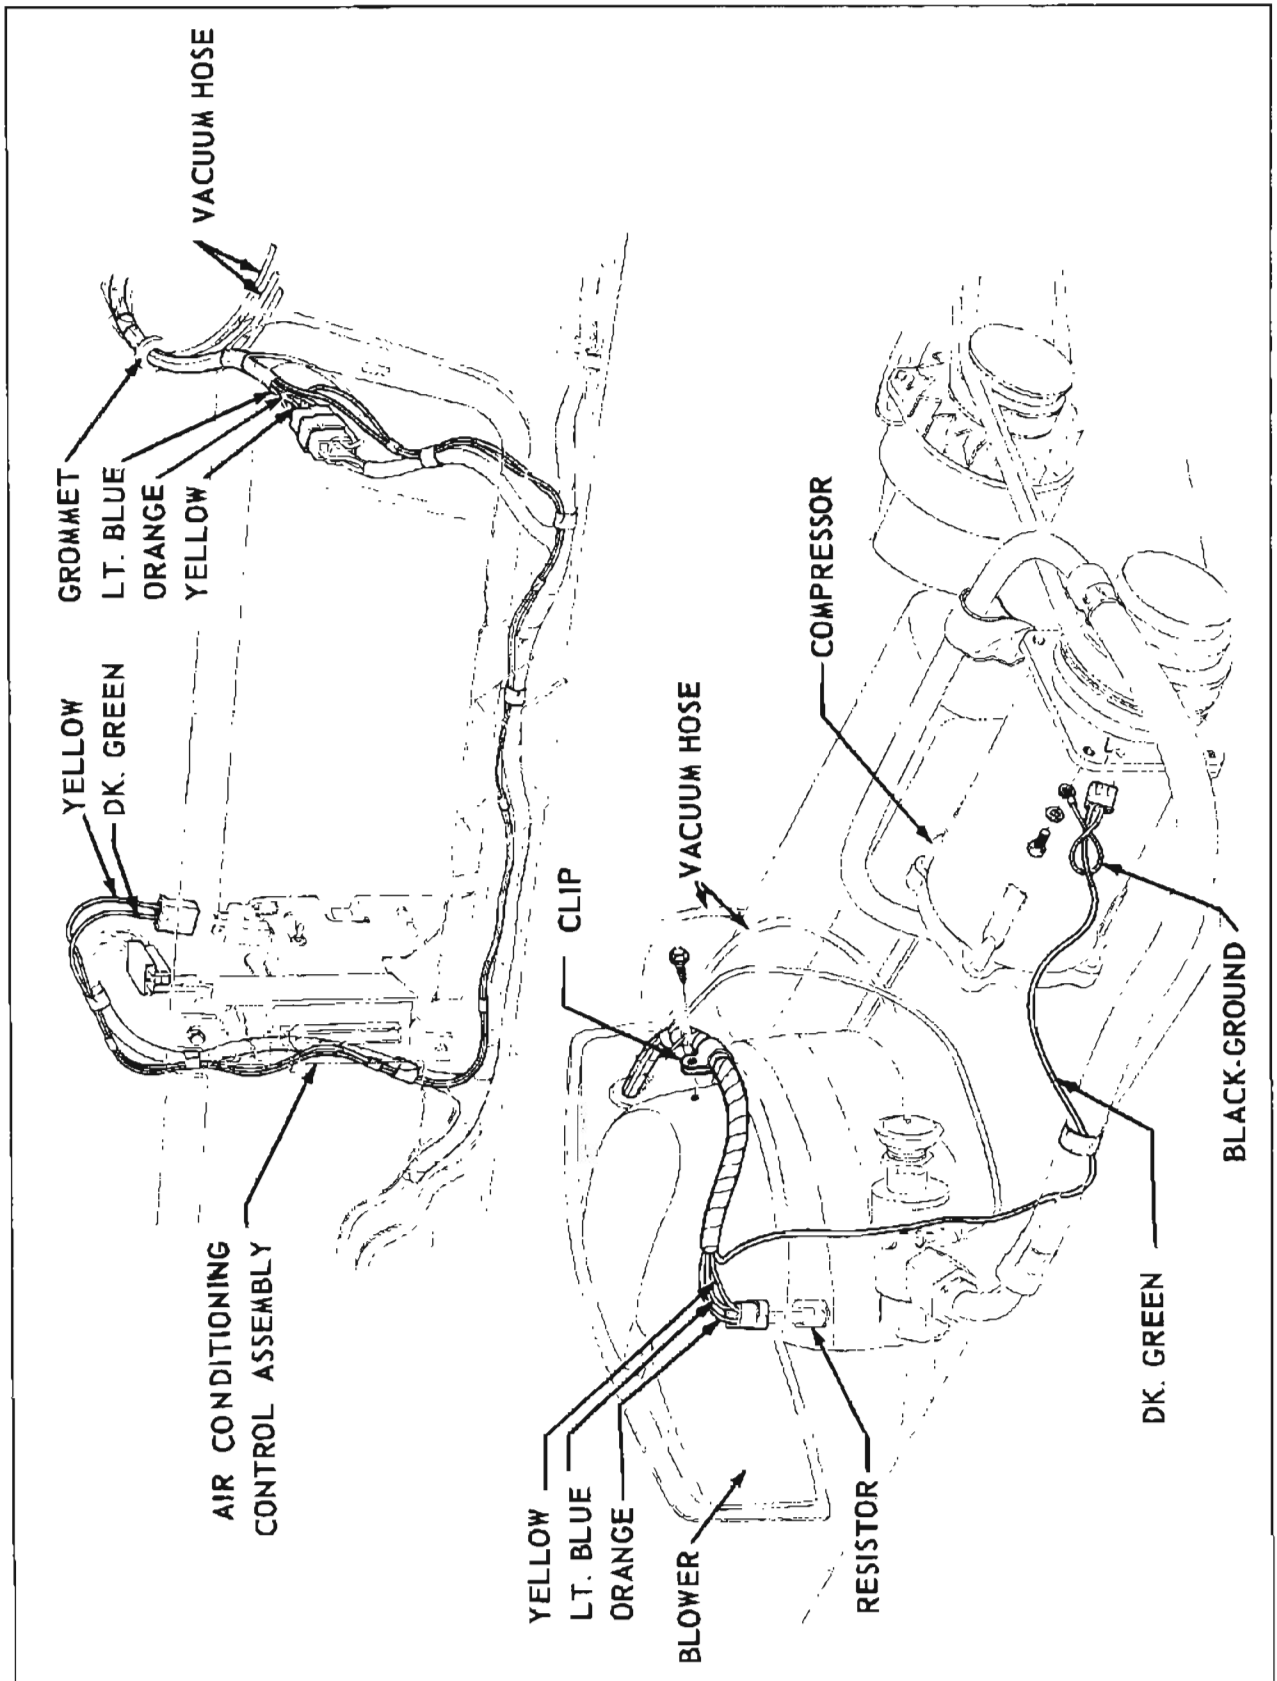 VACUUM HOSE
GROMMET
LT. BLUE
ORANGE
YELLOW
YELLOW
DK. GREEN
AIR CONDITIONING
CONTROL ASSEMBLY
COMPRESSOR
VACUUM HOSE
CLIP
YELLOW
LT. BLUE
ORANGE
BLOWER
RESISTOR
BLACK-GROUND
DK. GREEN